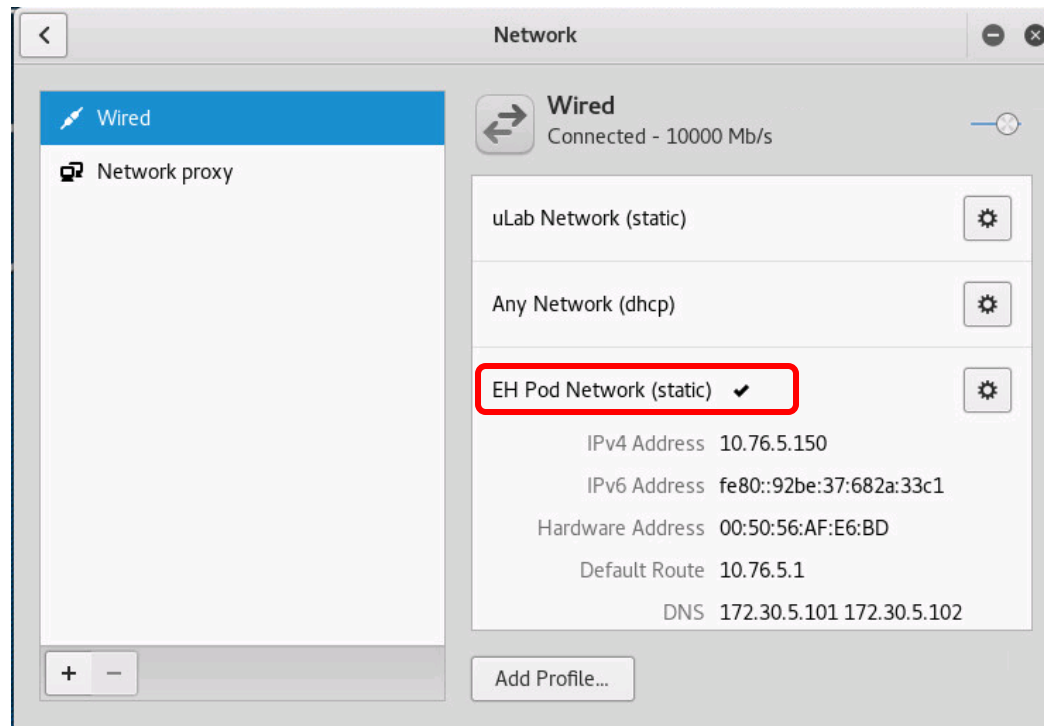 Network
Wired
Network proxy
Wired
Connected - 10000 Mb/s
uLab Network (static)
Any Network (dhcp)
EH Pod Network (static) ✔
IPv4 Address 10.76.5.150
IPv6 Address fe80::92be:37:682a:33c1
Hardware Address 00:50:56:AF:E6:BD
Default Route 10.76.5.1
DNS 172.30.5.101 172.30.5.102
+ −
Add Profile...